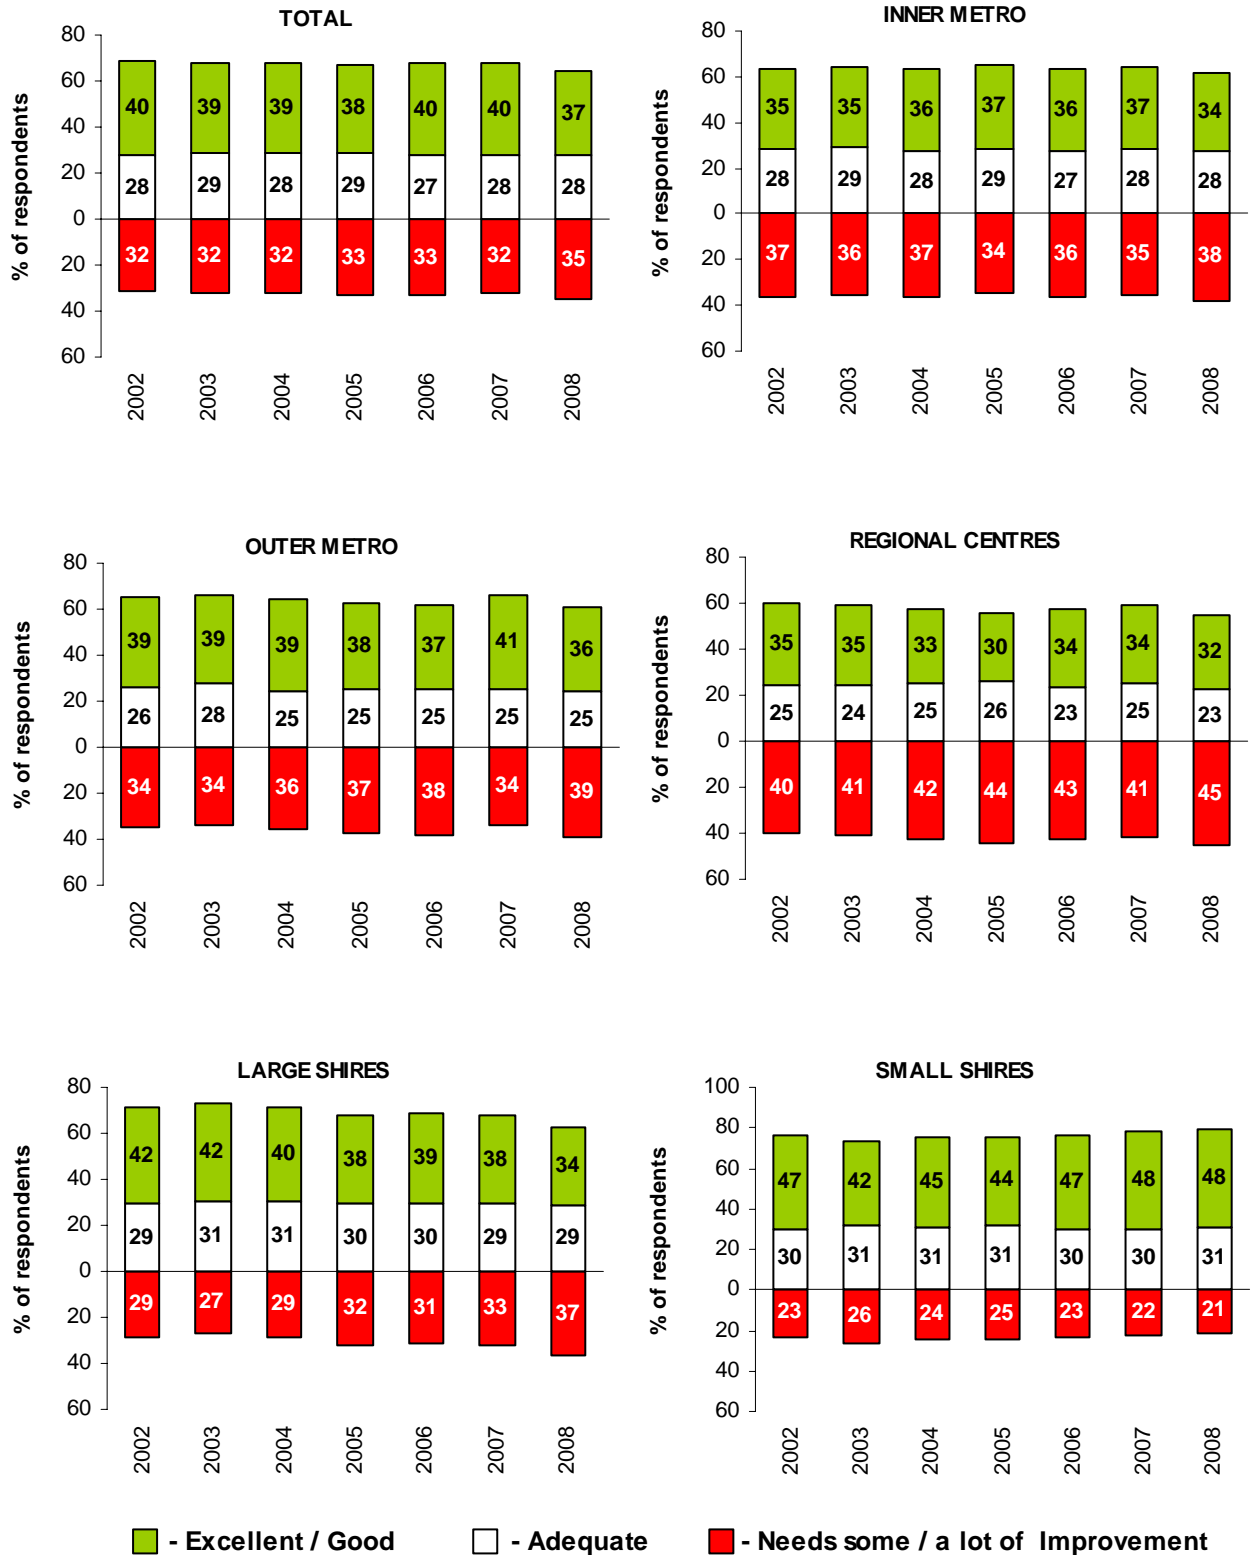 TOTAL
80
60
40
20
0
20
40
60
% of respondents
40 39 39 38 40 40 37
28 29 28 29 27 28 28
32 32 32 33 33 32 35
2002 2003 2004 2005 2006 2007 2008
INNER METRO
80
60
40
20
0
20
40
60
% of respondents
35 35 36 37 36 37 34
28 29 28 29 27 28 28
37 36 37 34 36 35 38
2002 2003 2004 2005 2006 2007 2008
OUTER METRO
80
60
40
20
0
20
40
60
% of respondents
39 39 39 38 37 41 36
26 28 25 25 25 25 25
34 34 36 37 38 34 39
2002 2003 2004 2005 2006 2007 2008
REGIONAL CENTRES
80
60
40
20
0
20
40
60
% of respondents
35 35 33 30 34 34 32
25 24 25 26 23 25 23
40 41 42 44 43 41 45
2002 2003 2004 2005 2006 2007 2008
LARGE SHIRES
80
60
40
20
0
20
40
60
% of respondents
42 42 40 38 39 38 34
29 31 31 30 30 29 29
29 27 29 32 31 33 37
2002 2003 2004 2005 2006 2007 2008
SMALL SHIRES
100
80
60
40
20
0
20
40
60
% of respondents
47 42 45 44 47 48 48
30 31 31 31 30 30 31
23 26 24 25 23 22 21
2002 2003 2004 2005 2006 2007 2008
- Excellent / Good - Adequate - Needs some / a lot of Improvement